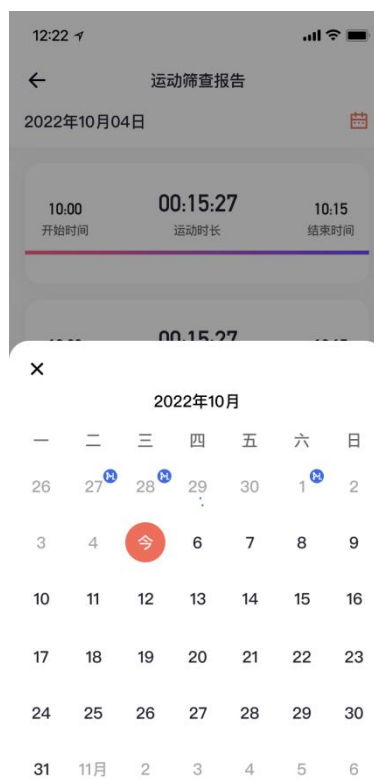 12:22
运动筛查报告
2022年10月04日
10:00 00:15:27 10:15
开始时间 运动时长 结束时间
00:15:27
2022年10月
一 二 三 四 五 六 日
26 27 28 29 30 1 2
3 4 今 6 7 8 9
10 11 12 13 14 15 16
17 18 19 20 21 22 23
24 25 26 27 28 29 30
31 11月 2 3 4 5 6